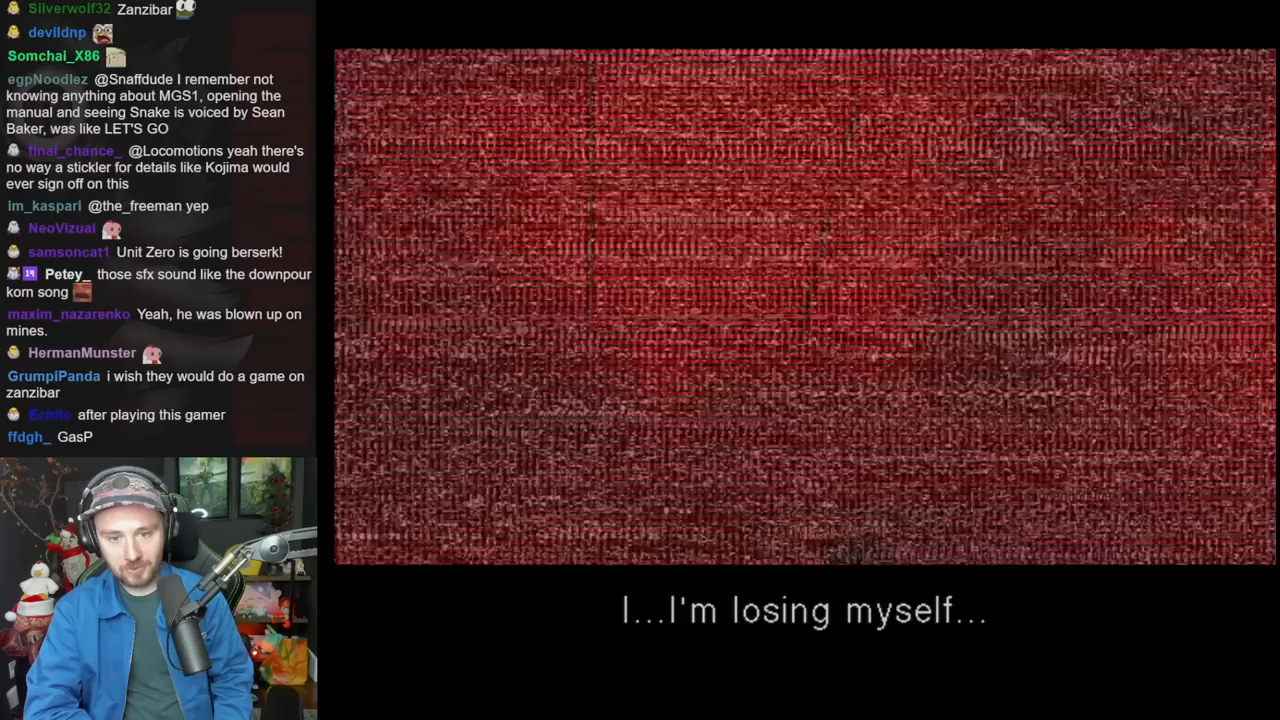 SIlverwolf32 Zanzibar
devildnp
Somchai_X86
egpNoodlez @Snaffdude I remember not
knowing anything about MGS1, opening the
manual and seeing Snake is voiced by Sean
Baker, was like LET'S GO
final_chance_ @Locomotions yeah there's
no way a stickler for details like Kojima would
ever sign off on this
im_kaspari @the_freeman yep
NeoVizual
samsoncat1 Unit Zero is going berserk!
19 Petey_ those sfx sound like the downpour
korn song
maxim_nazarenko Yeah, he was blown up on
mines.
HermanMunster
GrumpIPanda i wish they would do a game on
zanzibar
Echito after playing this gamer
ffdgh_ GasP
I...I'm losing myself...